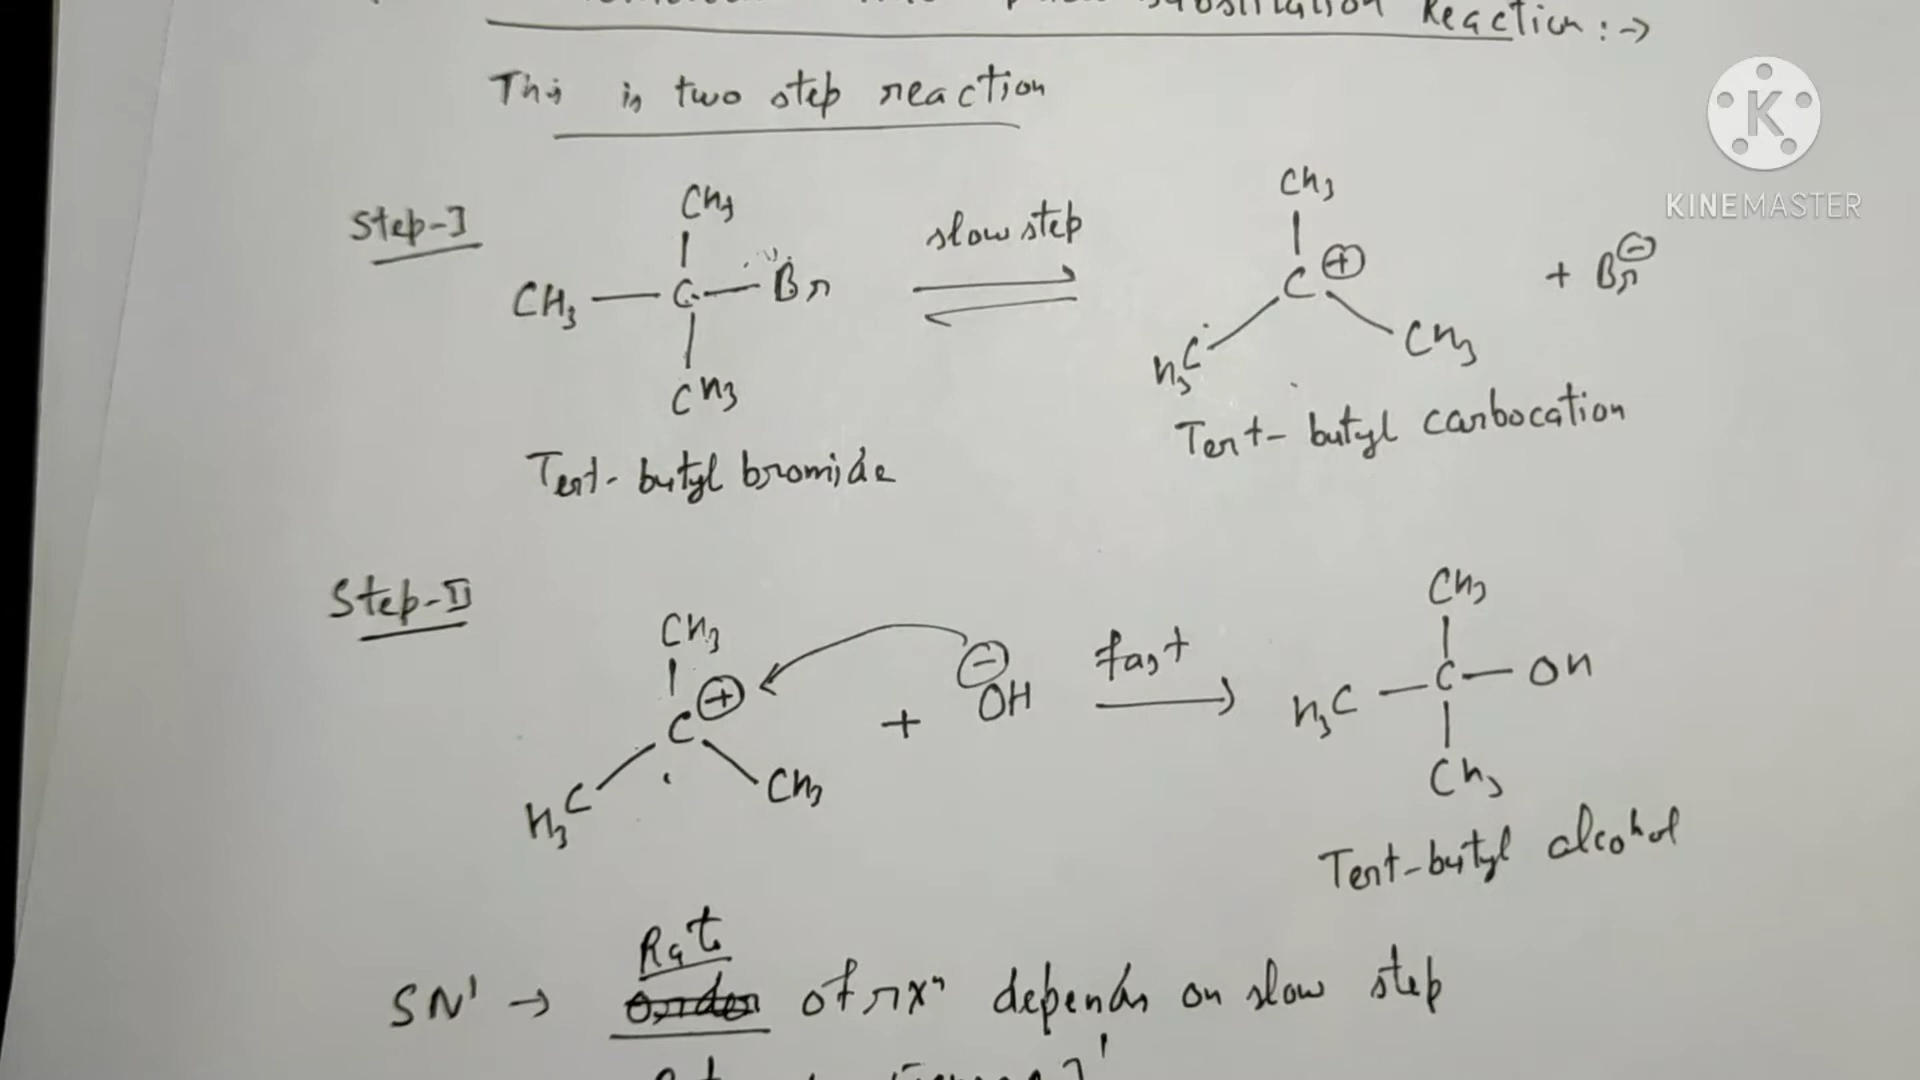 substitution Reaction :→
This is two step reaction
K
KINEMASTER
Step-I
CH3
CH3 — C — Br
CH3
Tert-butyl bromide
slow step
CH3
C ⊕
H3C CH3
+ Br⊖
Tert-butyl carbocation
Step-II
CH3
C ⊕
H3C CH3
+ ⊖OH
fast
CH3
H3C — C — OH
CH3
Tert-butyl alcohol
SN1 → Rate of rxn depends on slow step